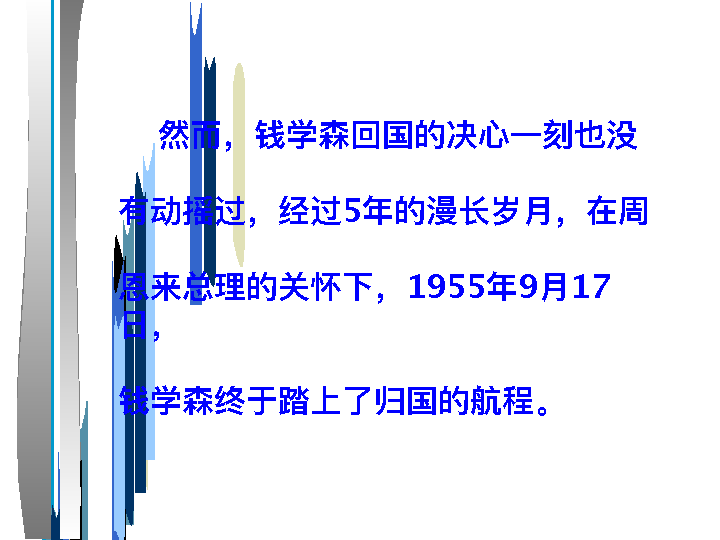 然而，钱学森回国的决心一刻也没
有动摇过，经过5年的漫长岁月，在周
恩来总理的关怀下，1955年9月17
日，
钱学森终于踏上了归国的航程。